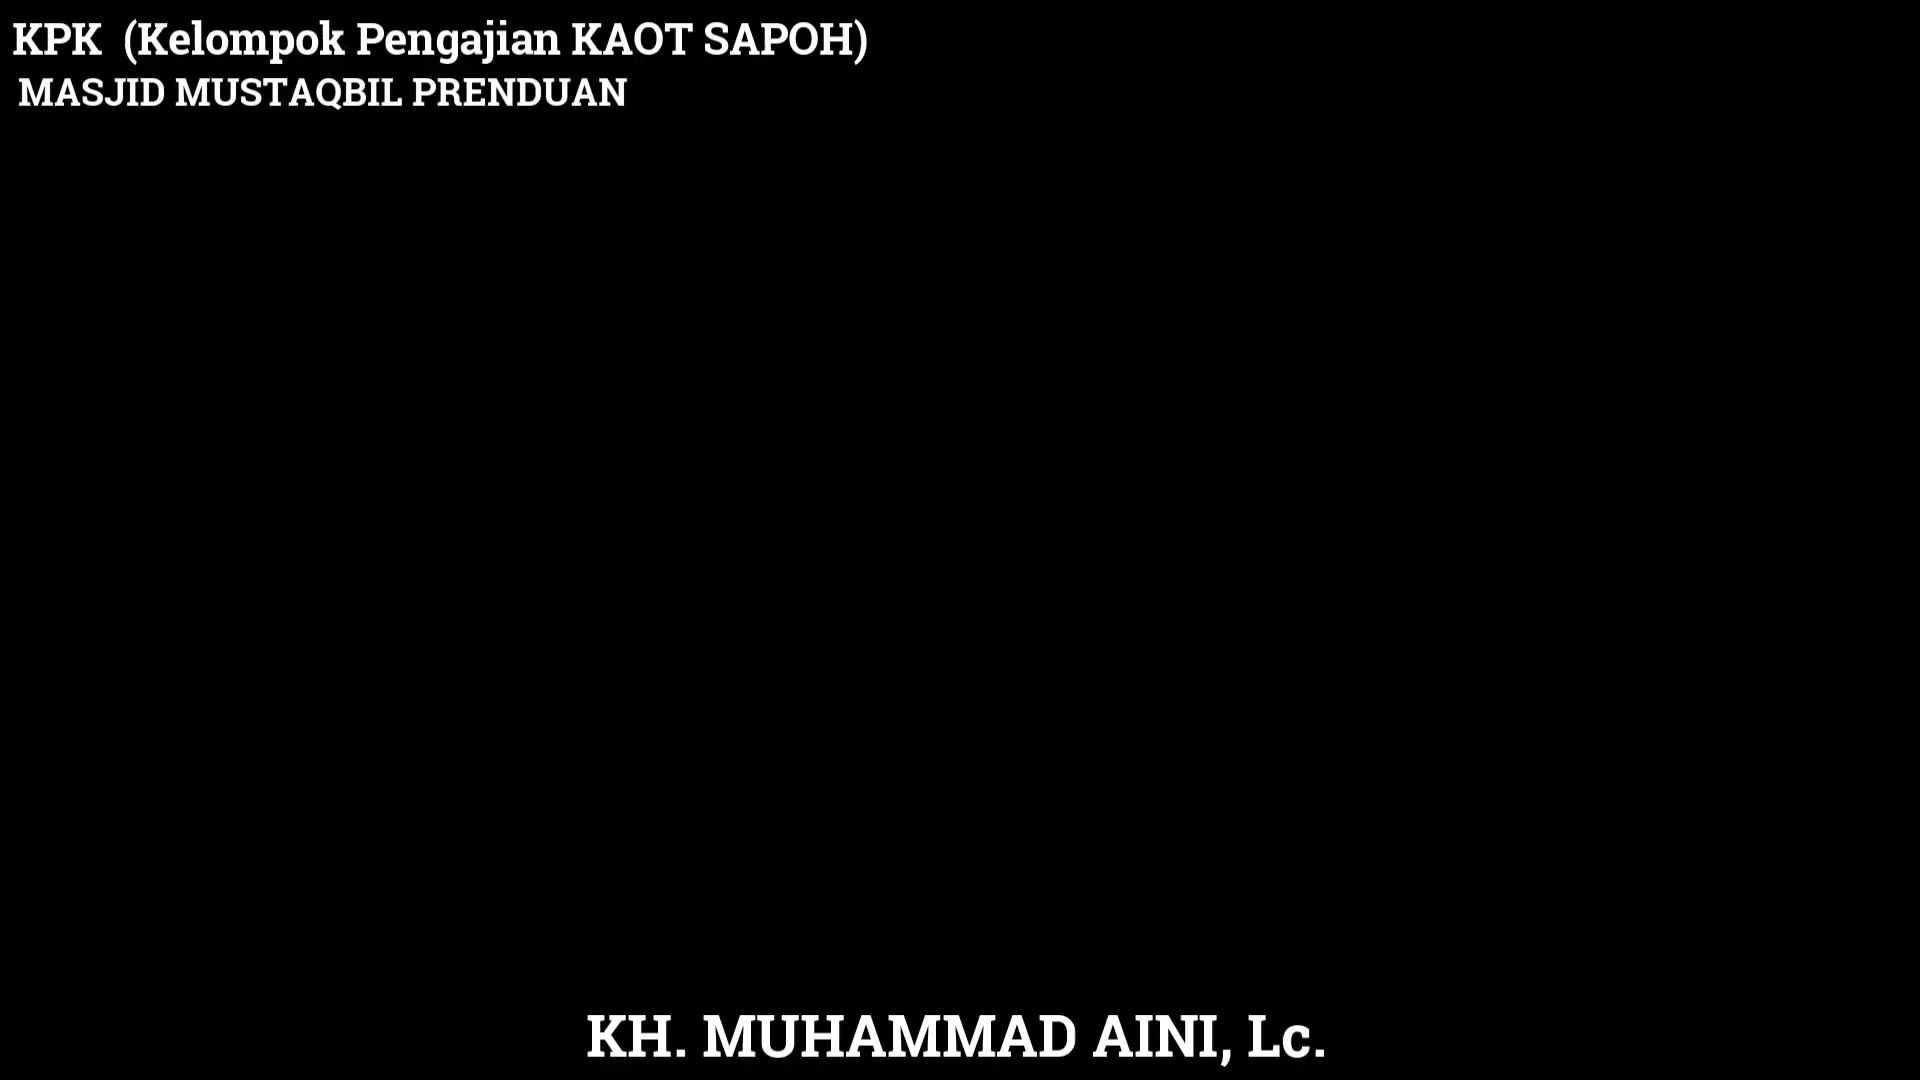 KPK (Kelompok Pengajian KAOT SAPOH)
MASJID MUSTAQBIL PRENDUAN
KH. MUHAMMAD AINI, Lc.